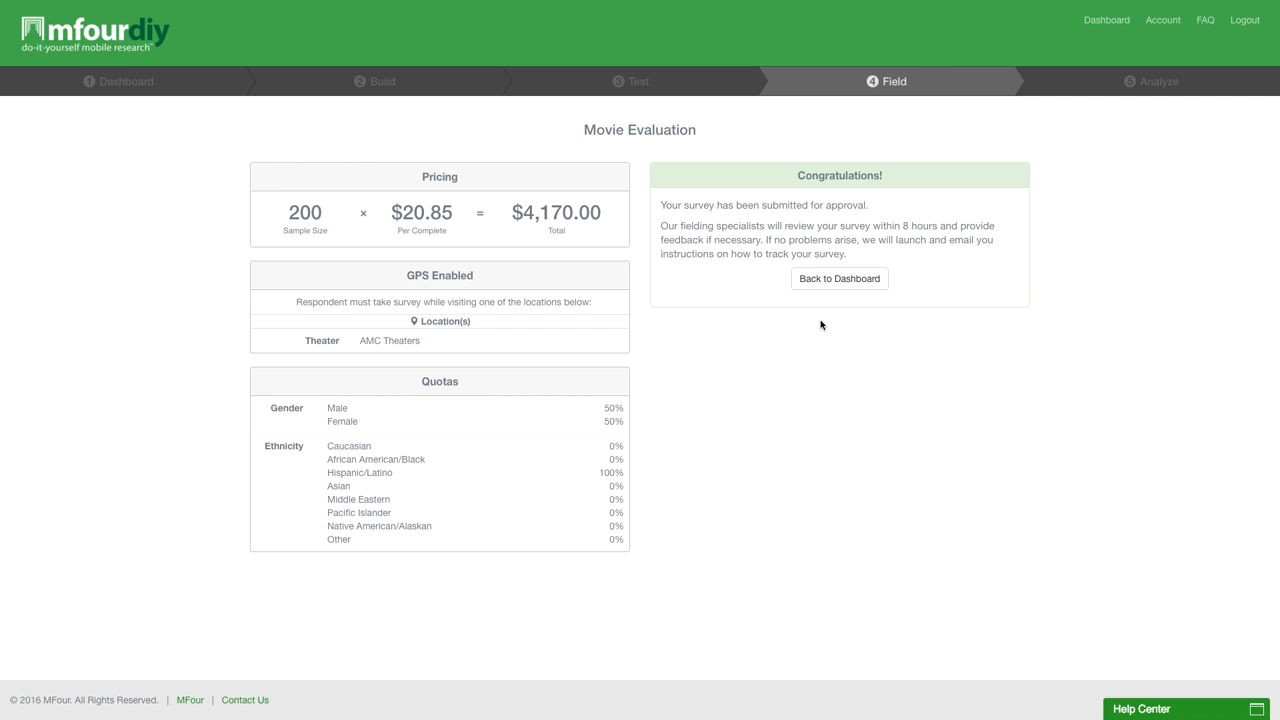 mfourdiy
do-it-yourself mobile research™
Dashboard Account FAQ Logout
1 Dashboard 2 Build 3 Test 4 Field 5 Analyze
Movie Evaluation
Pricing
200 × $20.85 = $4,170.00
Sample Size Per Complete Total
GPS Enabled
Respondent must take survey while visiting one of the locations below:
Location(s)
Theater AMC Theaters
Quotas
Gender Male 50%
Female 50%
Ethnicity Caucasian 0%
African American/Black 0%
Hispanic/Latino 100%
Asian 0%
Middle Eastern 0%
Pacific Islander 0%
Native American/Alaskan 0%
Other 0%
Congratulations!
Your survey has been submitted for approval.
Our fielding specialists will review your survey within 8 hours and provide
feedback if necessary. If no problems arise, we will launch and email you
instructions on how to track your survey.
Back to Dashboard
© 2016 MFour. All Rights Reserved. | MFour | Contact Us
Help Center